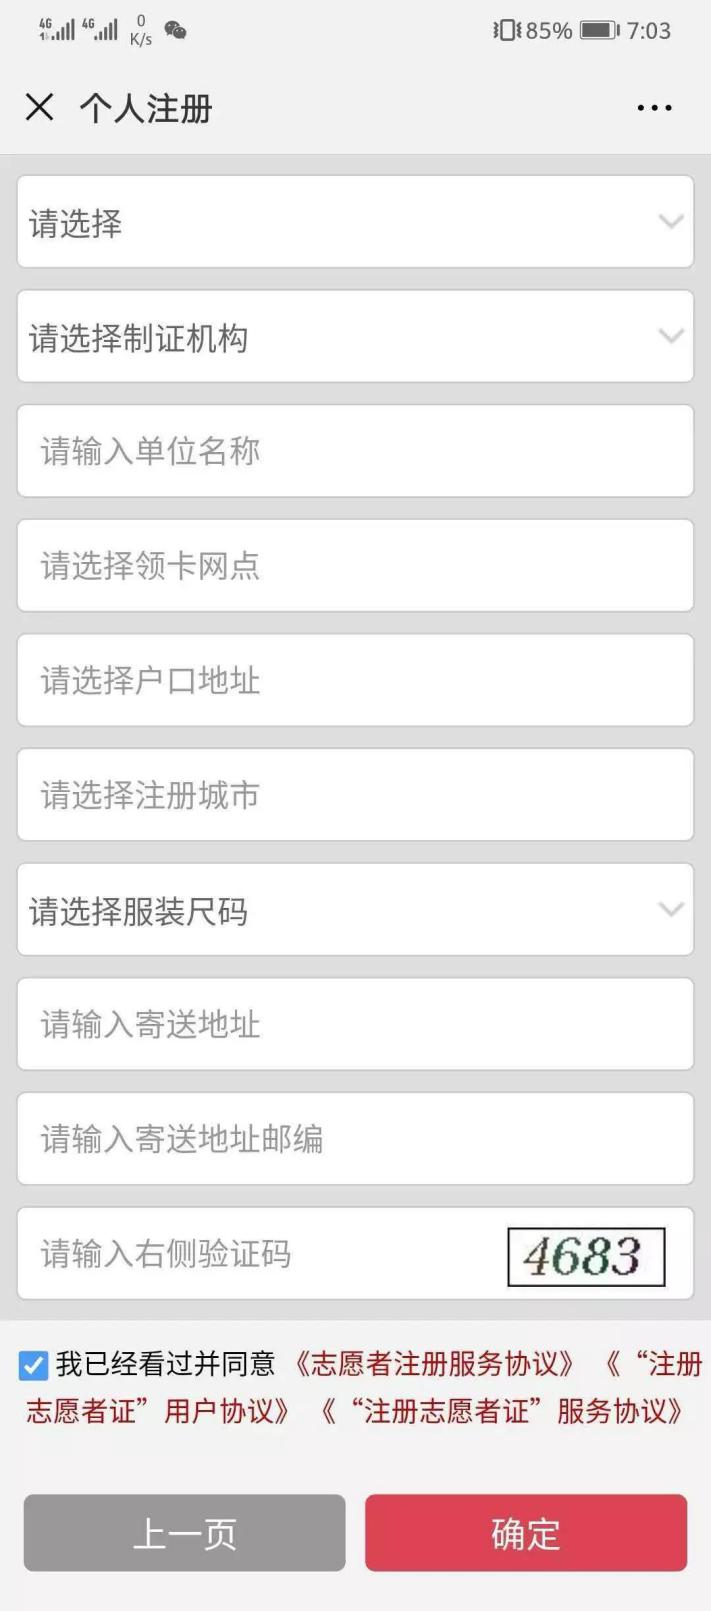 4G 4G 0 K/s 85% 7:03
个人注册
请选择
请选择制证机构
请输入单位名称
请选择领卡网点
请选择户口地址
请选择注册城市
请选择服装尺码
请输入寄送地址
请输入寄送地址邮编
请输入右侧验证码 4683
我已经看过并同意 《志愿者注册服务协议》 《“注册
志愿者证”用户协议》 《“注册志愿者证”服务协议》
上一页 确定